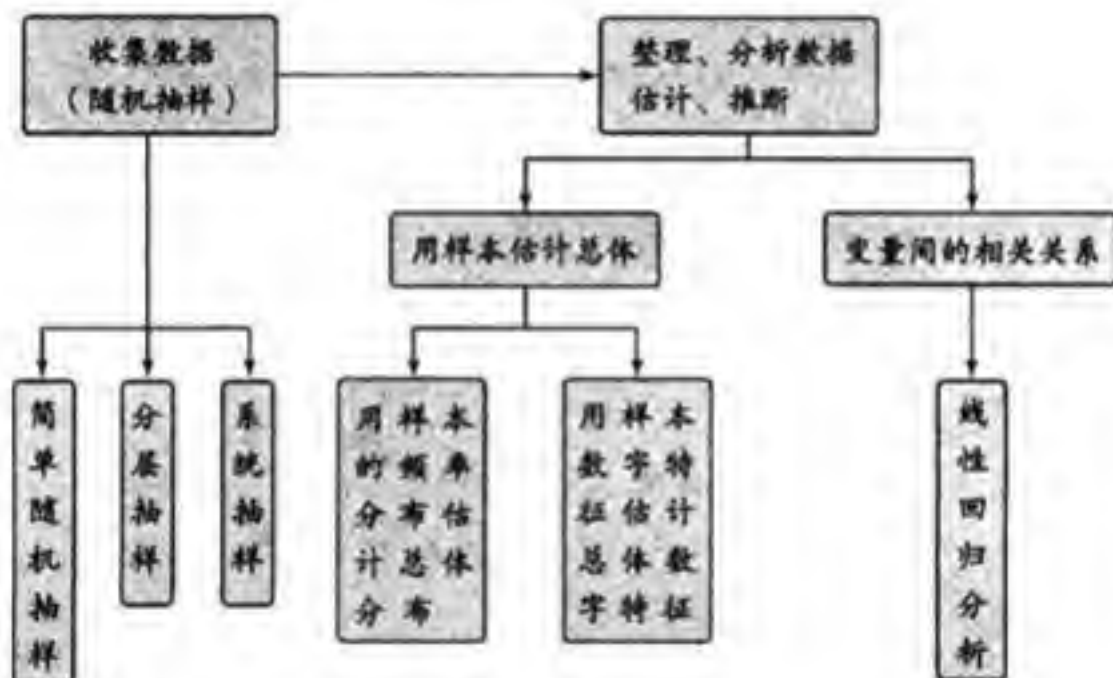 收集数据
（随机抽样）
整理、分析数据
估计、推断
用样本估计总体
变量间的相关关系
简单随机抽样
分层抽样
系统抽样
用样本
的频率
分布估
计总体
分布
用样本
数字特
征估计
总体数
字特征
线性回归分析